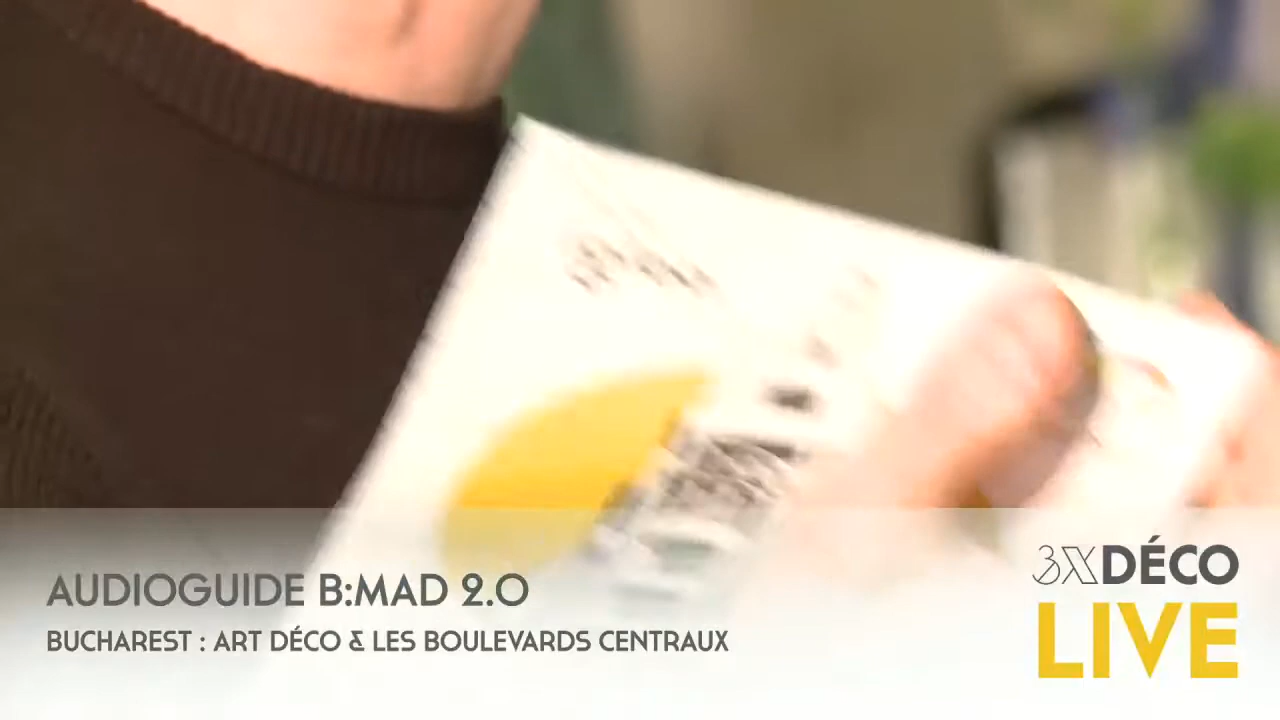 AUDIOGUIDE B:MAD 2.0
BUCHAREST : ART DÉCO & LES BOULEVARDS CENTRAUX
3XDÉCO
LIVE